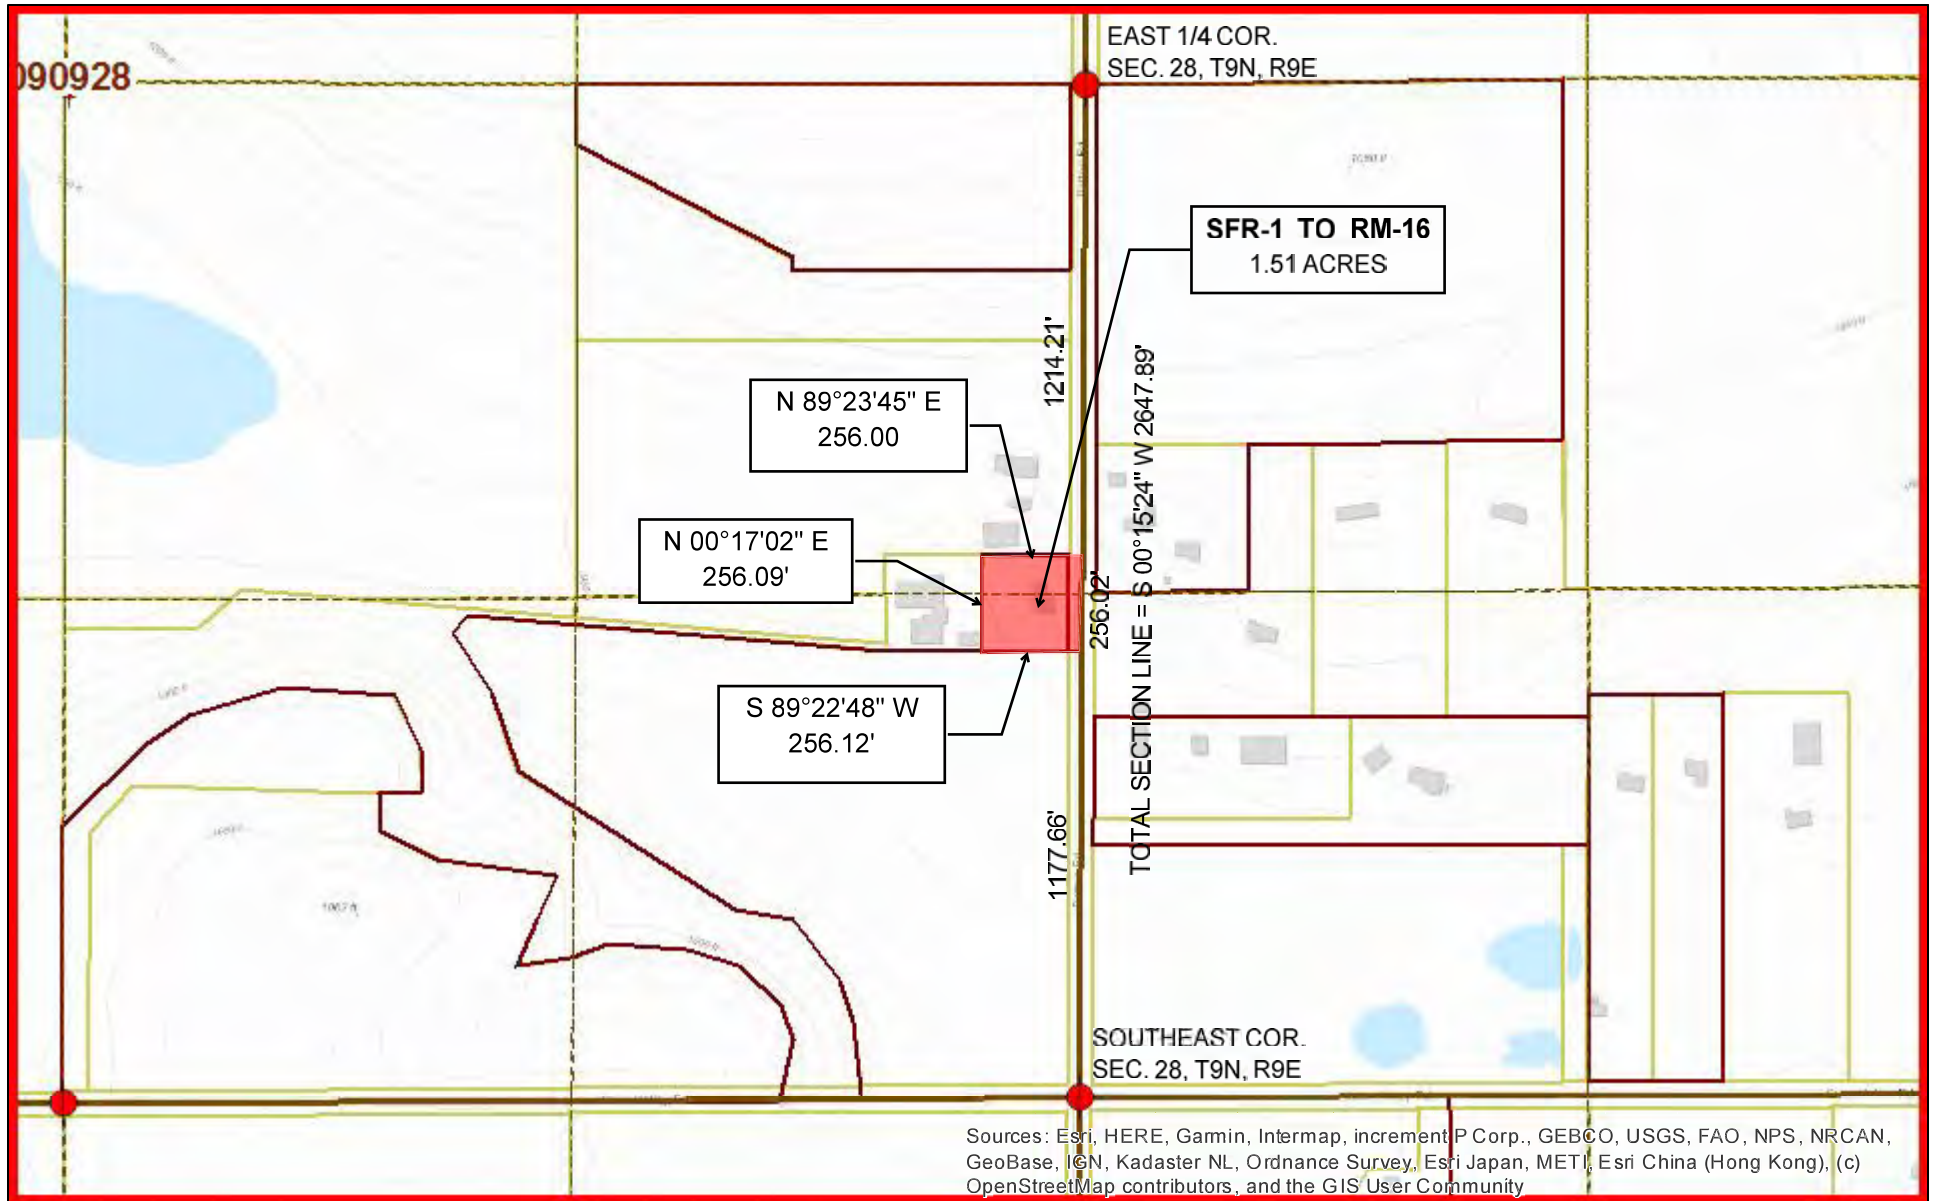 EAST 1/4 COR.
SEC. 28, T9N, R9E
090928
SFR-1 TO RM-16
1.51 ACRES
1214.21'
TOTAL SECTION LINE = S 00°15'24" W 2647.89'
N 89°23'45" E
256.00
N 00°17'02" E
256.09'
256.02'
S 89°22'48" W
256.12'
1177.66'
SOUTHEAST COR.
SEC. 28, T9N, R9E
Sources: Esri, HERE, Garmin, Intermap, increment P Corp., GEBCO, USGS, FAO, NPS, NRCAN,
GeoBase, IGN, Kadaster NL, Ordnance Survey, Esri Japan, METI, Esri China (Hong Kong), (c)
OpenStreetMap contributors, and the GIS User Community